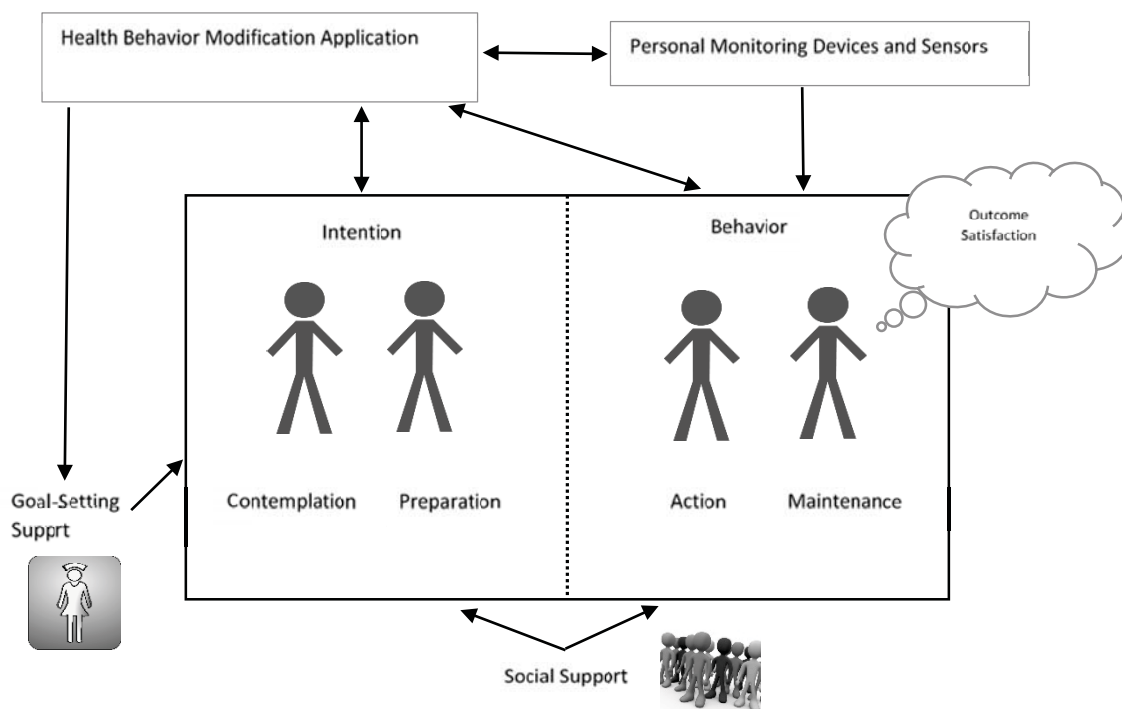 Health Behavior Modification Application
Personal Monitoring Devices and Sensors
Intention
Behavior
Outcome
Satisfaction
Contemplation
Preparation
Action
Maintenance
Goal-Setting
Supprt
Social Support